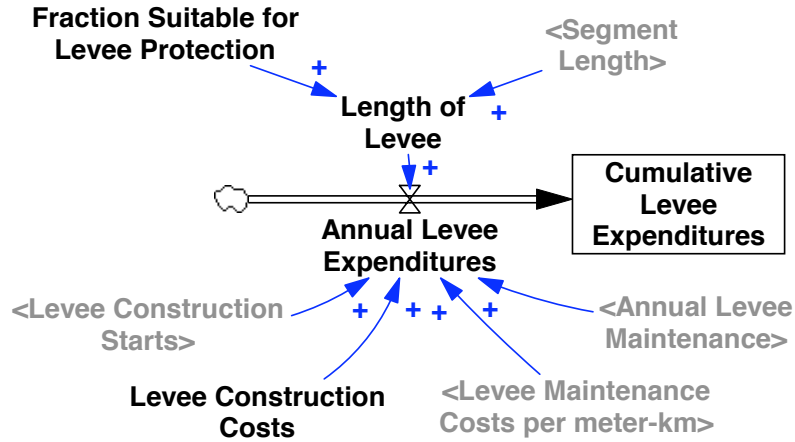 Fraction Suitable for
Levee Protection
<Segment
Length>
+
Length of
Levee
+
+
Cumulative
Levee
Expenditures
Annual Levee
Expenditures
<Levee Construction
Starts>
+
+
+
+
<Annual Levee
Maintenance>
Levee Construction
Costs
<Levee Maintenance
Costs per meter-km>